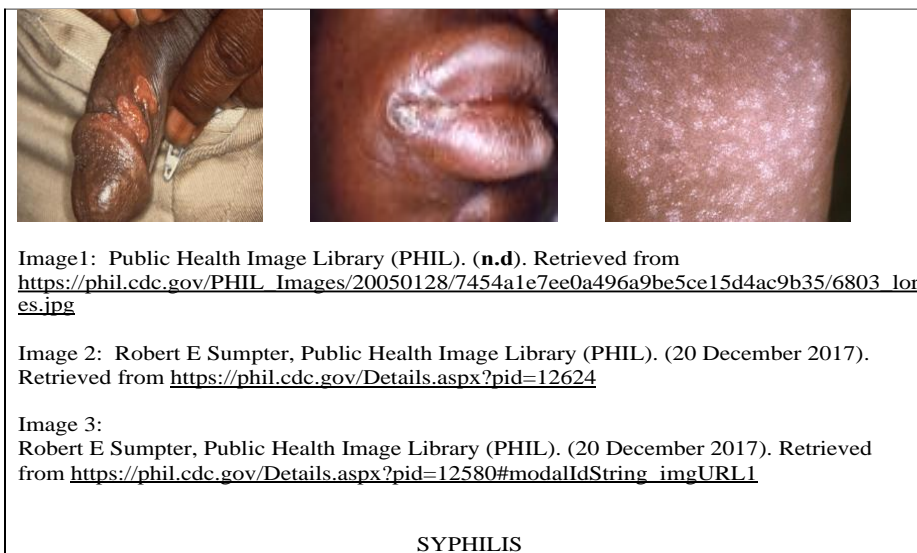 Image1: Public Health Image Library (PHIL). (n.d). Retrieved from
https://phil.cdc.gov/PHIL_Images/20050128/7454a1e7ee0a496a9be5ce15d4ac9b35/6803_lor
es.jpg
Image 2: Robert E Sumpter, Public Health Image Library (PHIL). (20 December 2017).
Retrieved from https://phil.cdc.gov/Details.aspx?pid=12624
Image 3:
Robert E Sumpter, Public Health Image Library (PHIL). (20 December 2017). Retrieved
from https://phil.cdc.gov/Details.aspx?pid=12580#modalIdString_imgURL1
SYPHILIS